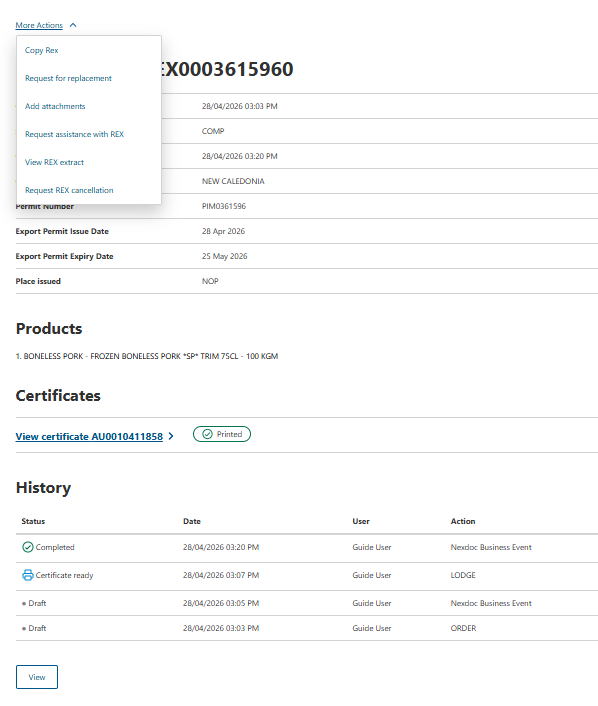 More Actions
Copy Rex
Request for replacement
Add attachments
Request assistance with REX
View REX extract
Request REX cancellation
EX0003615960
28/04/2026 03:03 PM
COMP
28/04/2026 03:20 PM
NEW CALEDONIA
Permit Number PIM0361596
Export Permit Issue Date 28 Apr 2026
Export Permit Expiry Date 25 May 2026
Place issued NOP
Products
1. BONELESS PORK - FROZEN BONELESS PORK *SP* TRIM 75CL - 100 KGM
Certificates
View certificate AU0010411858 Printed
History
Status Date User Action
Completed 28/04/2026 03:20 PM Guide User Nexdoc Business Event
Certificate ready 28/04/2026 03:07 PM Guide User LODGE
Draft 28/04/2026 03:05 PM Guide User Nexdoc Business Event
Draft 28/04/2026 03:03 PM Guide User ORDER
View